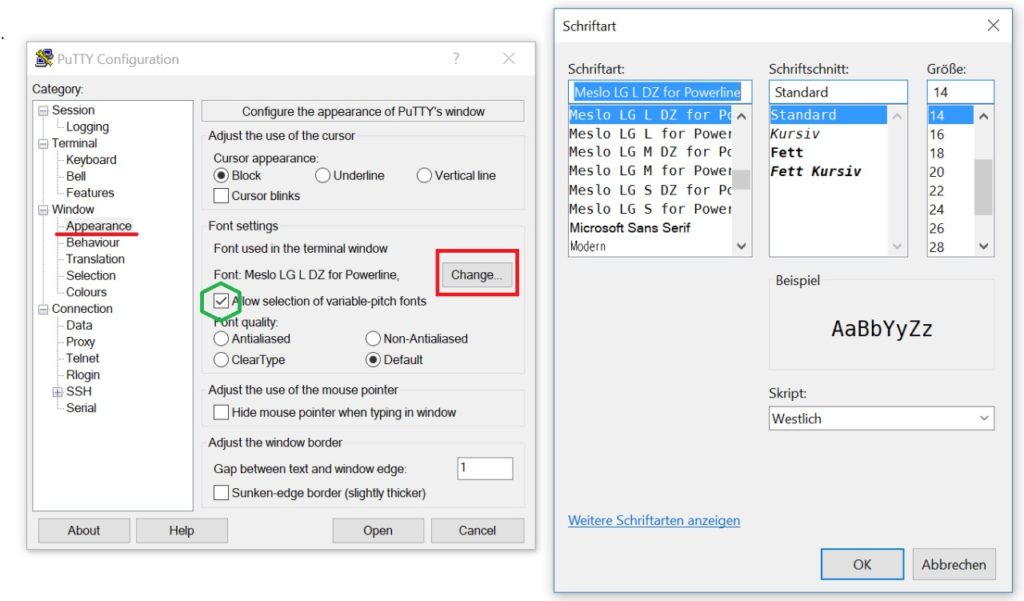 PuTTY Configuration
?
Category:
Session
Logging
Terminal
Keyboard
Bell
Features
Window
Appearance
Behaviour
Translation
Selection
Colours
Connection
Data
Proxy
Telnet
Rlogin
SSH
Serial
Configure the appearance of PuTTY's window
Adjust the use of the cursor
Cursor appearance:
Block Underline Vertical line
Cursor blinks
Font settings
Font used in the terminal window
Font: Meslo LG L DZ for Powerline,
Change...
Allow selection of variable-pitch fonts
Font quality:
Antialiased Non-Antialiased
ClearType Default
Adjust the use of the mouse pointer
Hide mouse pointer when typing in window
Adjust the window border
Gap between text and window edge: 1
Sunken-edge border (slightly thicker)
About Help Open Cancel
Schriftart
Schriftart:
Meslo LG L DZ for Powerline
Meslo LG L DZ for P
Meslo LG L for Power
Meslo LG M DZ for Po
Meslo LG M for Power
Meslo LG S DZ for Po
Meslo LG S for Power
Microsoft Sans Serif
Modern
Schriftschnitt:
Standard
Standard
Kursiv
Fett
Fett Kursiv
Größe:
14
14
16
18
20
22
24
26
28
Beispiel
AaBbYyZz
Skript:
Westlich
Weitere Schriftarten anzeigen
OK Abbrechen